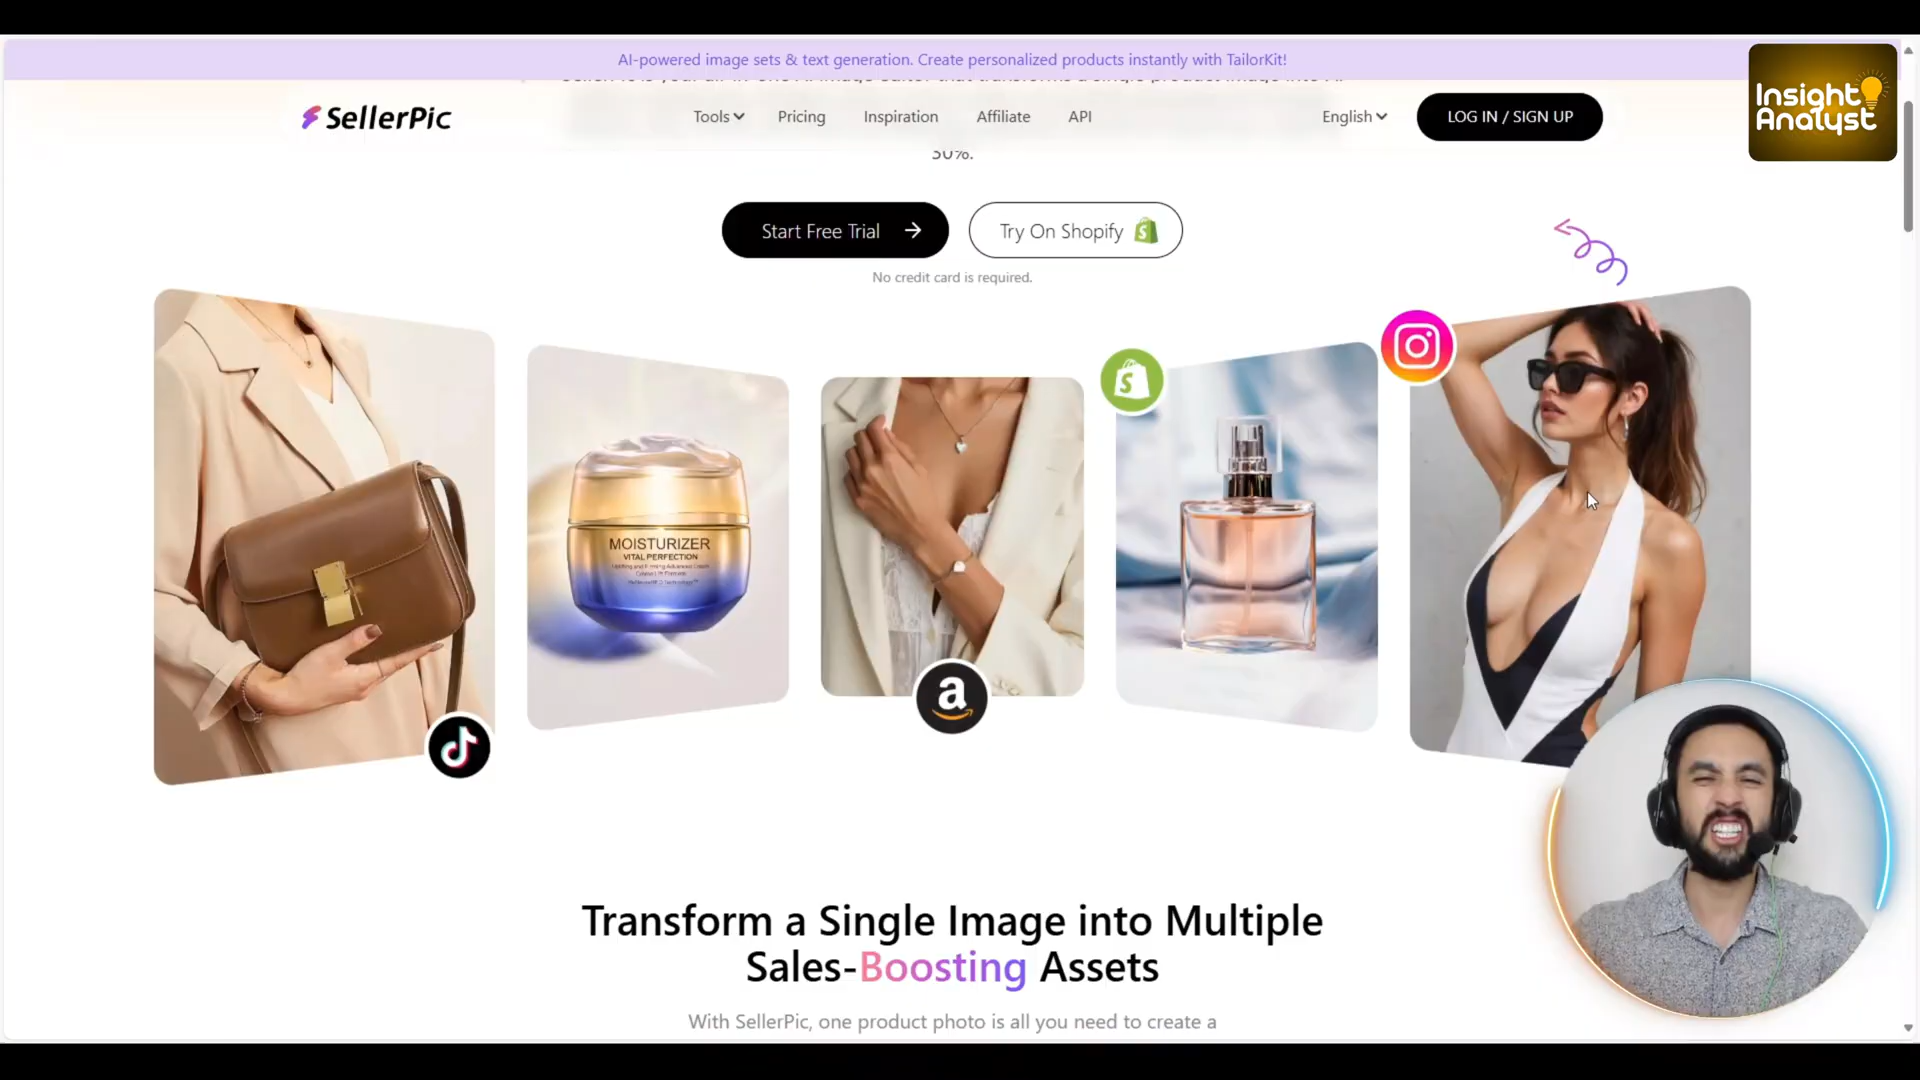 AI-powered image sets & text generation. Create personalized products instantly with TailorKit!
Insight
Analyst
SellerPic
Tools
Pricing
Inspiration
Affiliate
API
English
LOG IN / SIGN UP
30%.
Start Free Trial
Try On Shopify
No credit card is required.
MOISTURIZER
VITAL PERFECTION
Transform a Single Image into Multiple
Sales-Boosting Assets
With SellerPic, one product photo is all you need to create a